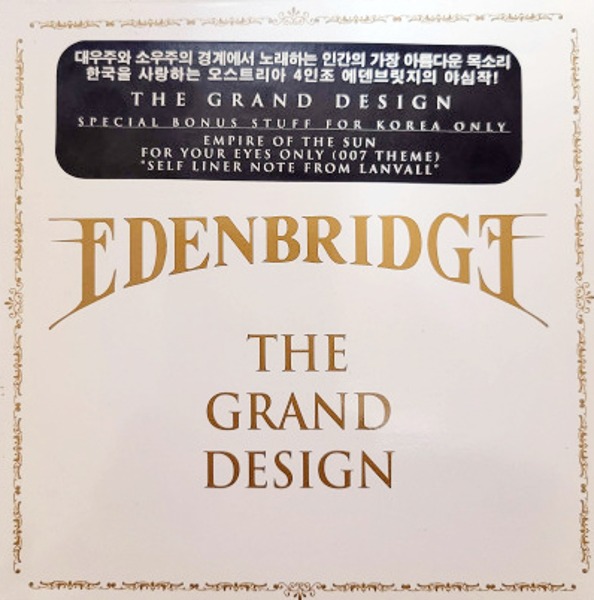 대우주와 소우주의 경계에서 노래하는 인간의 가장 아름다운 목소리
한국을 사랑하는 오스트리아 4인조 에덴브릿지의 야심작!
THE GRAND DESIGN
SPECIAL BONUS STUFF FOR KOREA ONLY
EMPIRE OF THE SUN
FOR YOUR EYES ONLY (007 THEME)
"SELF LINER NOTE FROM LANVALL"
EDENBRIDGE
THE
GRAND
DESIGN